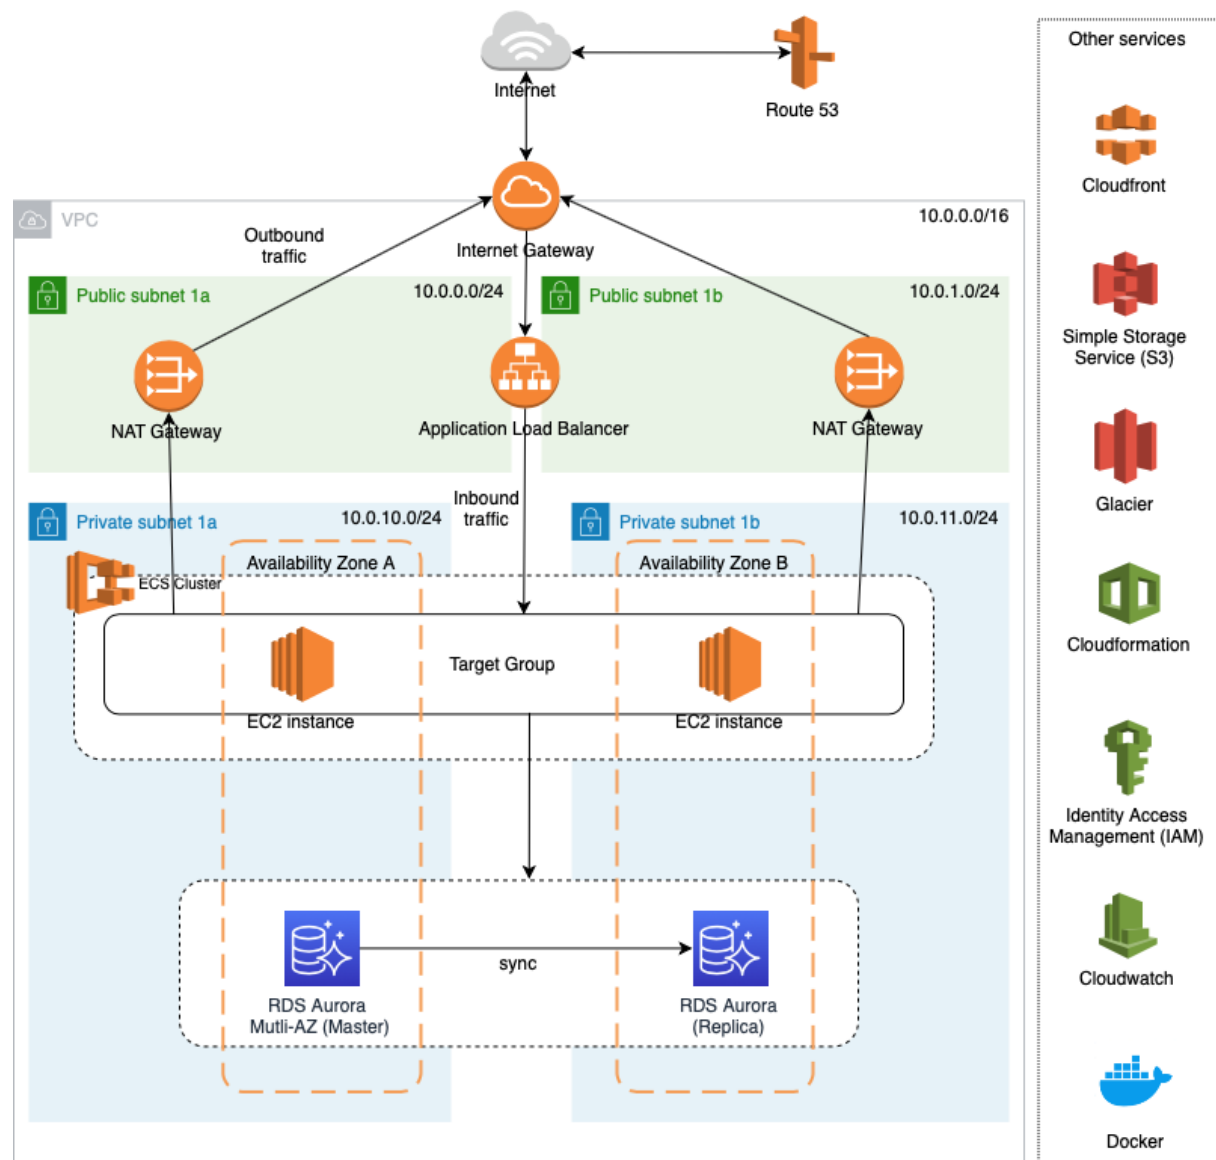 Other services
Internet
Route 53
Cloudfront
VPC
10.0.0.0/16
Outbound
traffic
Internet Gateway
Public subnet 1a
10.0.0.0/24
Public subnet 1b
10.0.1.0/24
Simple Storage
Service (S3)
NAT Gateway
Application Load Balancer
NAT Gateway
Inbound
traffic
Glacier
Private subnet 1a
10.0.10.0/24
Private subnet 1b
10.0.11.0/24
Availability Zone A
Availability Zone B
ECS Cluster
Target Group
Cloudformation
EC2 instance
EC2 instance
Identity Access
Management (IAM)
sync
RDS Aurora
Mutli-AZ (Master)
RDS Aurora
(Replica)
Cloudwatch
Docker